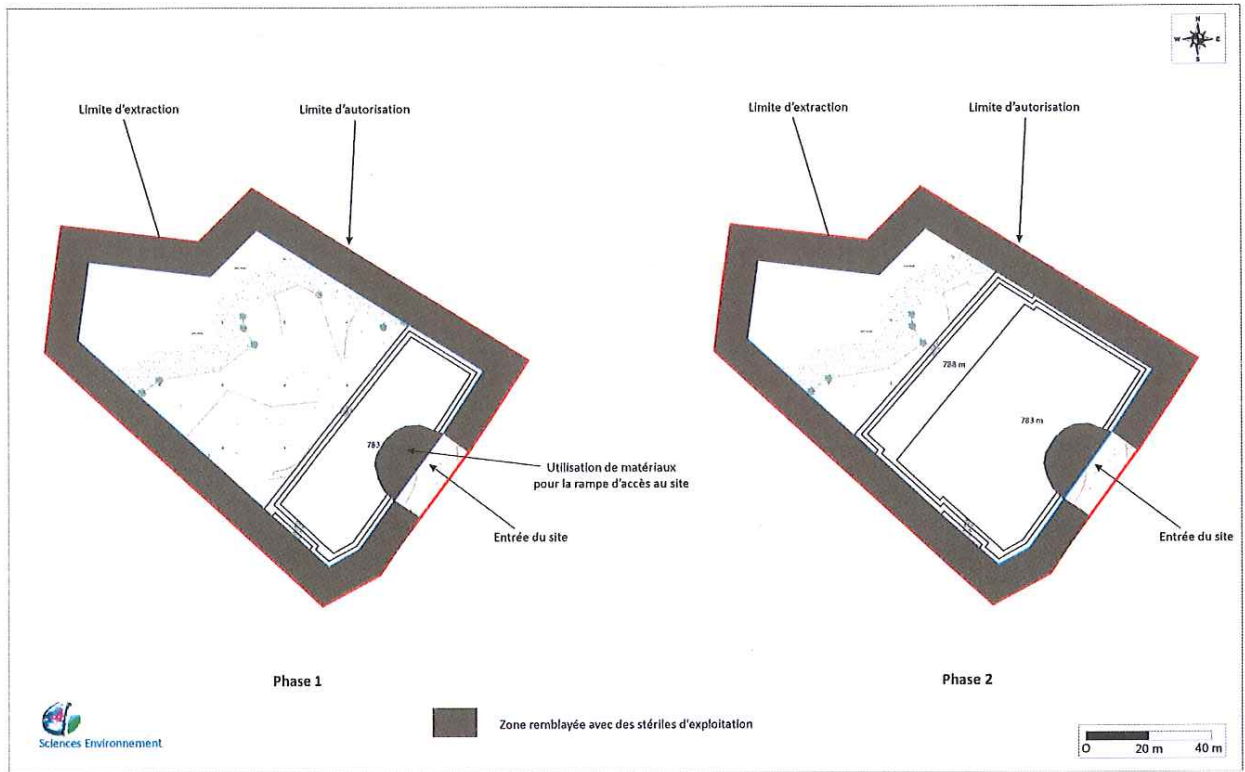 N
W
E
S
Limite d'extraction
Limite d'autorisation
Limite d'extraction
Limite d'autorisation
788 m
783
783 m
Utilisation de matériaux
pour la rampe d'accès au site
Entrée du site
Entrée du site
Phase 1
Phase 2
Zone remblayée avec des stériles d'exploitation
Sciences Environnement
0
20 m
40 m